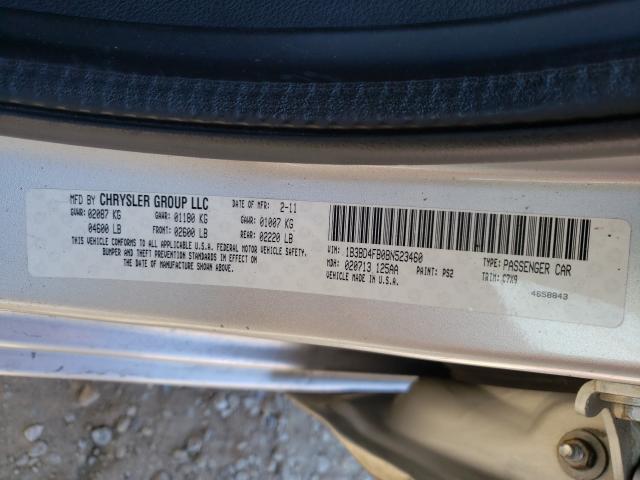 MFD BY CHRYSLER GROUP LLC DATE OF MFR: 2-11
GVWR: 02087 KG GAWR: 01180 KG GAWR: 01007 KG
04600 LB FRONT: 02600 LB REAR: 02220 LB
THIS VEHICLE CONFORMS TO ALL APPLICABLE U.S.A. FEDERAL MOTOR VEHICLE SAFETY,
BUMPER AND THEFT PREVENTION STANDARDS IN EFFECT ON THE
DATE OF MANUFACTURE SHOWN ABOVE.
VIN: 1B3BD4FB0BN523460 TYPE: PASSENGER CAR
MDH: 020713 125AA PAINT: PS2 TRIM: C7X9
VEHICLE MADE IN U.S.A. 4658843